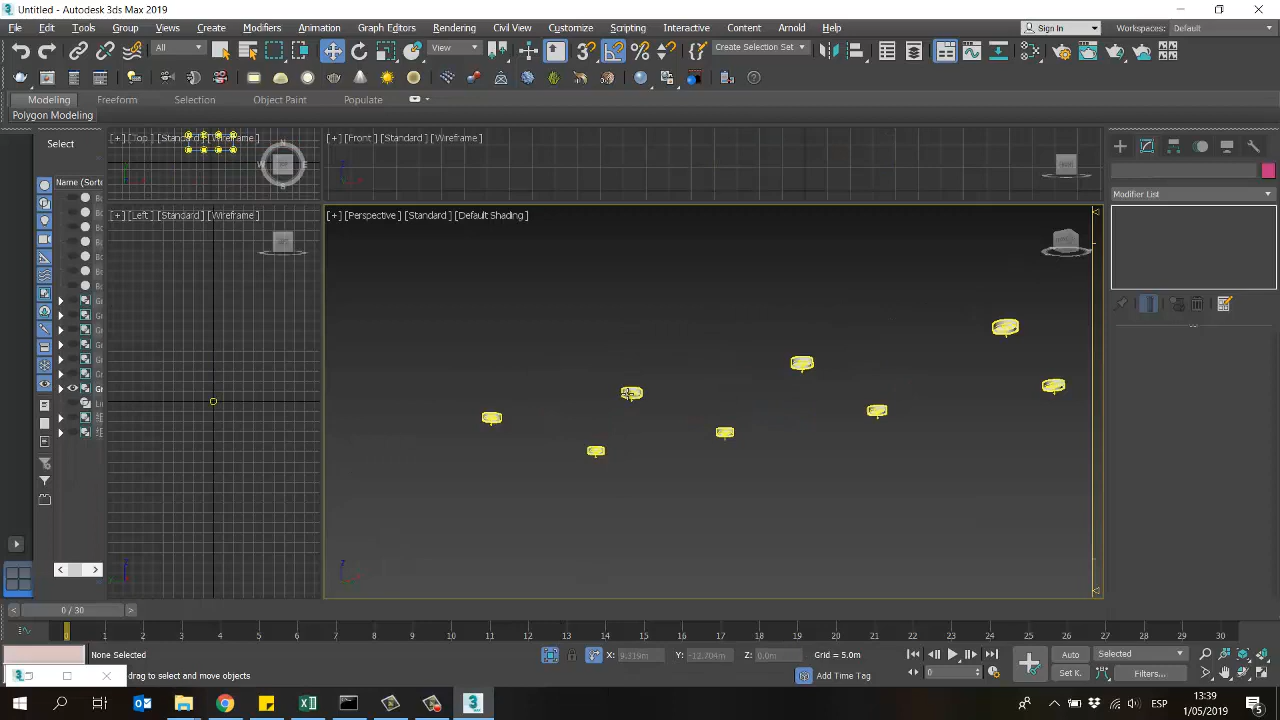 Untitled - Autodesk 3ds Max 2019
File Edit Tools Group Views Create Modifiers Animation Graph Editors Rendering Civil View Customize Scripting Interactive Content Arnold Help Sign In Workspaces: Default
All View Create Selection Set
Modeling Freeform Selection Object Paint Populate
Polygon Modeling
Select
Name (Sorte
[+] [Top] [Standard] [Wireframe]
[+] [Front] [Standard] [Wireframe]
[+] [Left] [Standard] [Wireframe]
[+] [Perspective] [Standard] [Default Shading]
Modifier List
0 / 30
0 1 2 3 4 5 6 7 8 9 10 11 12 13 14 15 16 17 18 19 20 21 22 23 24 25 26 27 28 29 30
None Selected X: 9.319m Y: -12.704m Z: 0.0m Grid = 5.0m Auto Selected
drag to select and move objects Add Time Tag 0 Set K. Filters...
ESP 13:39 1/05/2019 5